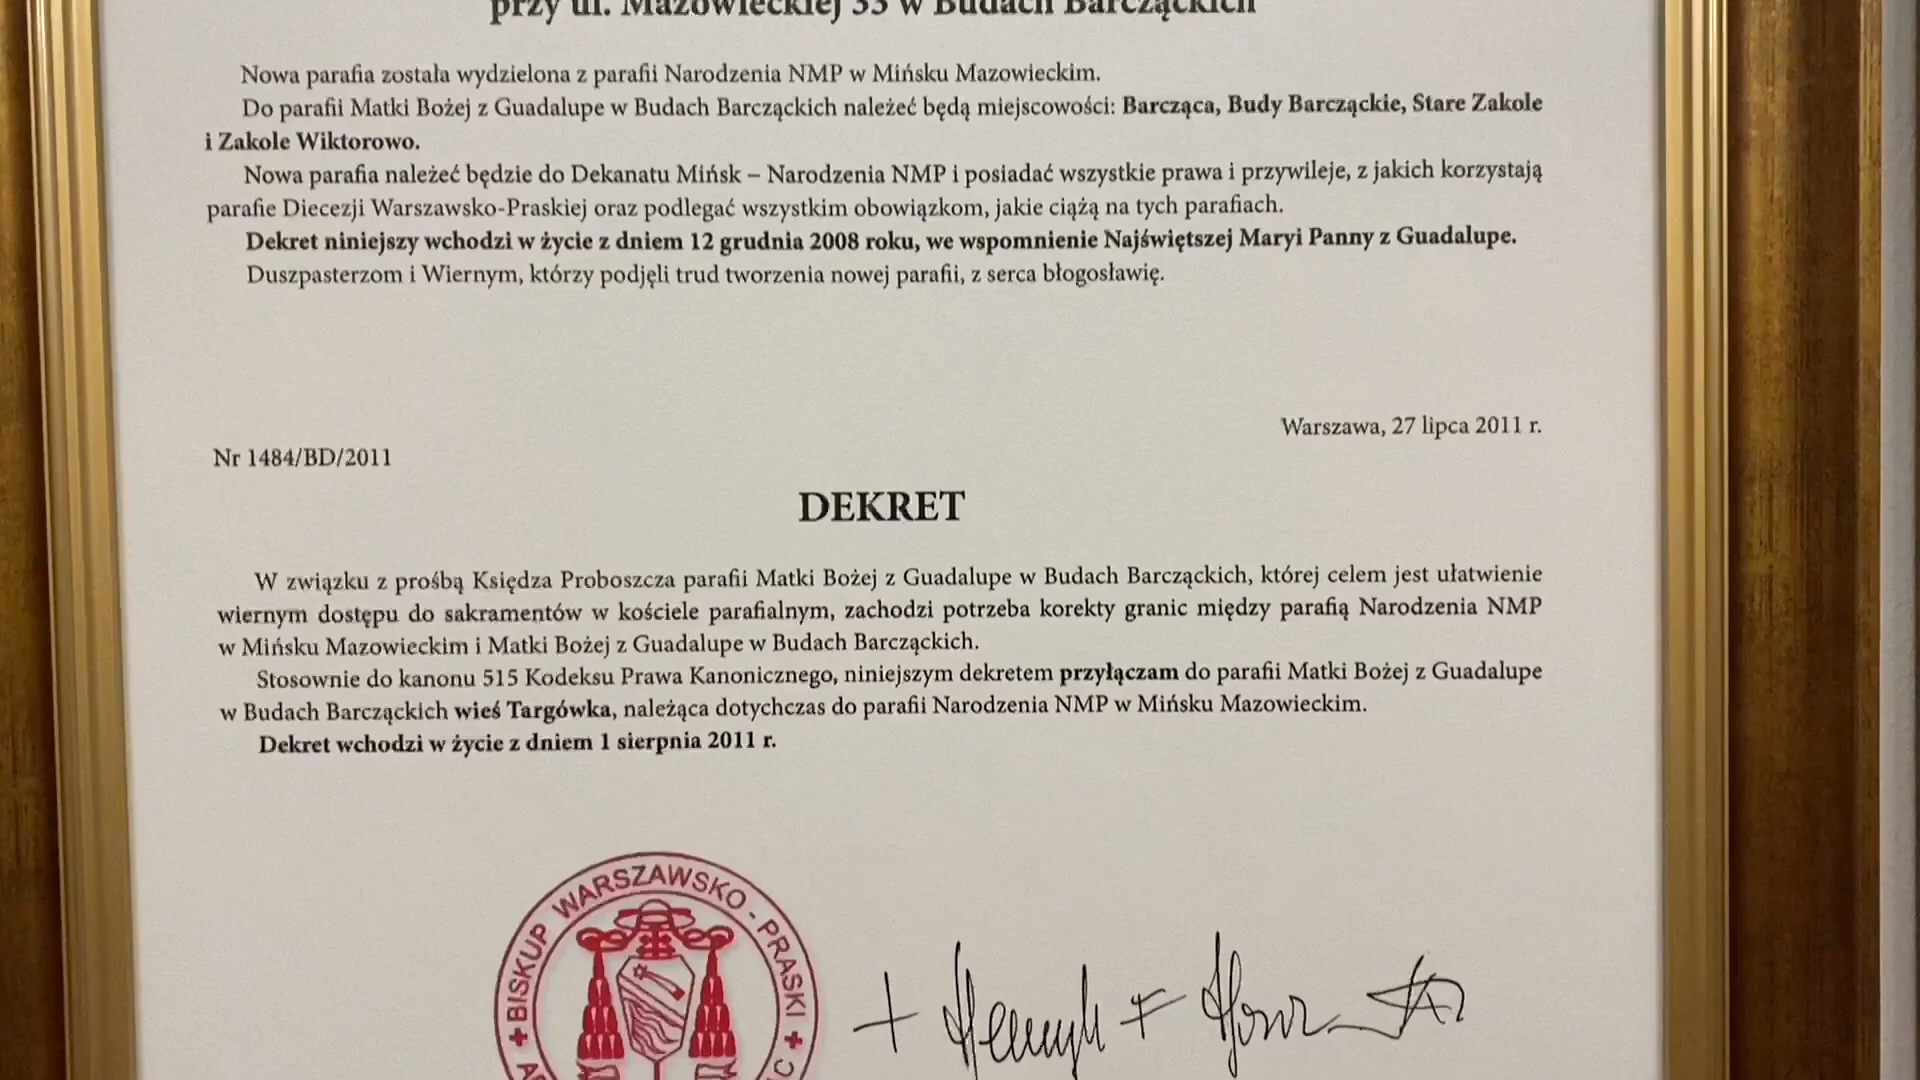 przy ul. Mazowieckiej 33 w Budach Barcząckich
Nowa parafia została wydzielona z parafii Narodzenia NMP w Mińsku Mazowieckim.
Do parafii Matki Bożej z Guadalupe w Budach Barcząckich należeć będą miejscowości: Barcząca, Budy Barcząckie, Stare Zakole
i Zakole Wiktorowo.
Nowa parafia należeć będzie do Dekanatu Mińsk – Narodzenia NMP i posiadać wszystkie prawa i przywileje, z jakich korzystają
parafie Diecezji Warszawsko-Praskiej oraz podlegać wszystkim obowiązkom, jakie ciążą na tych parafiach.
Dekret niniejszy wchodzi w życie z dniem 12 grudnia 2008 roku, we wspomnienie Najświętszej Maryi Panny z Guadalupe.
Duszpasterzom i Wiernym, którzy podjęli trud tworzenia nowej parafii, z serca błogosławię.
Warszawa, 27 lipca 2011 r.
Nr 1484/BD/2011
DEKRET
W związku z prośbą Księdza Proboszcza parafii Matki Bożej z Guadalupe w Budach Barcząckich, której celem jest ułatwienie
wiernym dostępu do sakramentów w kościele parafialnym, zachodzi potrzeba korekty granic między parafią Narodzenia NMP
w Mińsku Mazowieckim i Matki Bożej z Guadalupe w Budach Barcząckich.
Stosownie do kanonu 515 Kodeksu Prawa Kanonicznego, niniejszym dekretem przyłączam do parafii Matki Bożej z Guadalupe
w Budach Barcząckich wieś Targówka, należąca dotychczas do parafii Narodzenia NMP w Mińsku Mazowieckim.
Dekret wchodzi w życie z dniem 1 sierpnia 2011 r.
BISKUP WARSZAWSKO - PRASKI